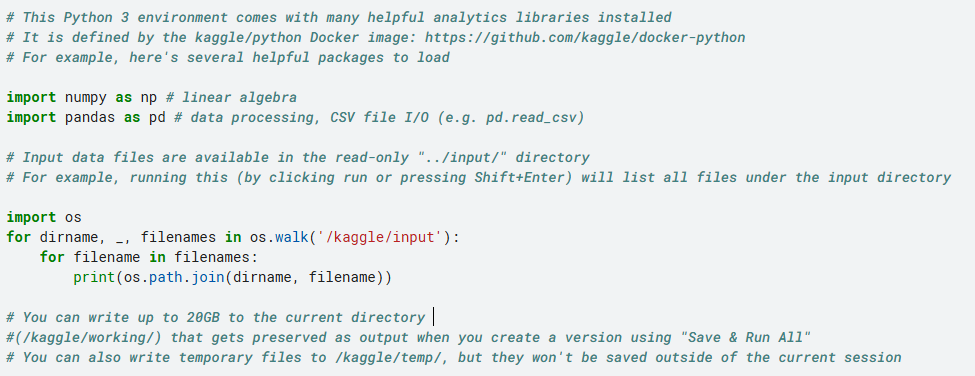 # This Python 3 environment comes with many helpful analytics libraries installed
# It is defined by the kaggle/python Docker image: https://github.com/kaggle/docker-python
# For example, here's several helpful packages to load

import numpy as np # linear algebra
import pandas as pd # data processing, CSV file I/O (e.g. pd.read_csv)

# Input data files are available in the read-only "../input/" directory
# For example, running this (by clicking run or pressing Shift+Enter) will list all files under the input directory

import os
for dirname, _, filenames in os.walk('/kaggle/input'):
    for filename in filenames:
        print(os.path.join(dirname, filename))

# You can write up to 20GB to the current directory
#(/kaggle/working/) that gets preserved as output when you create a version using "Save & Run All"
# You can also write temporary files to /kaggle/temp/, but they won't be saved outside of the current session